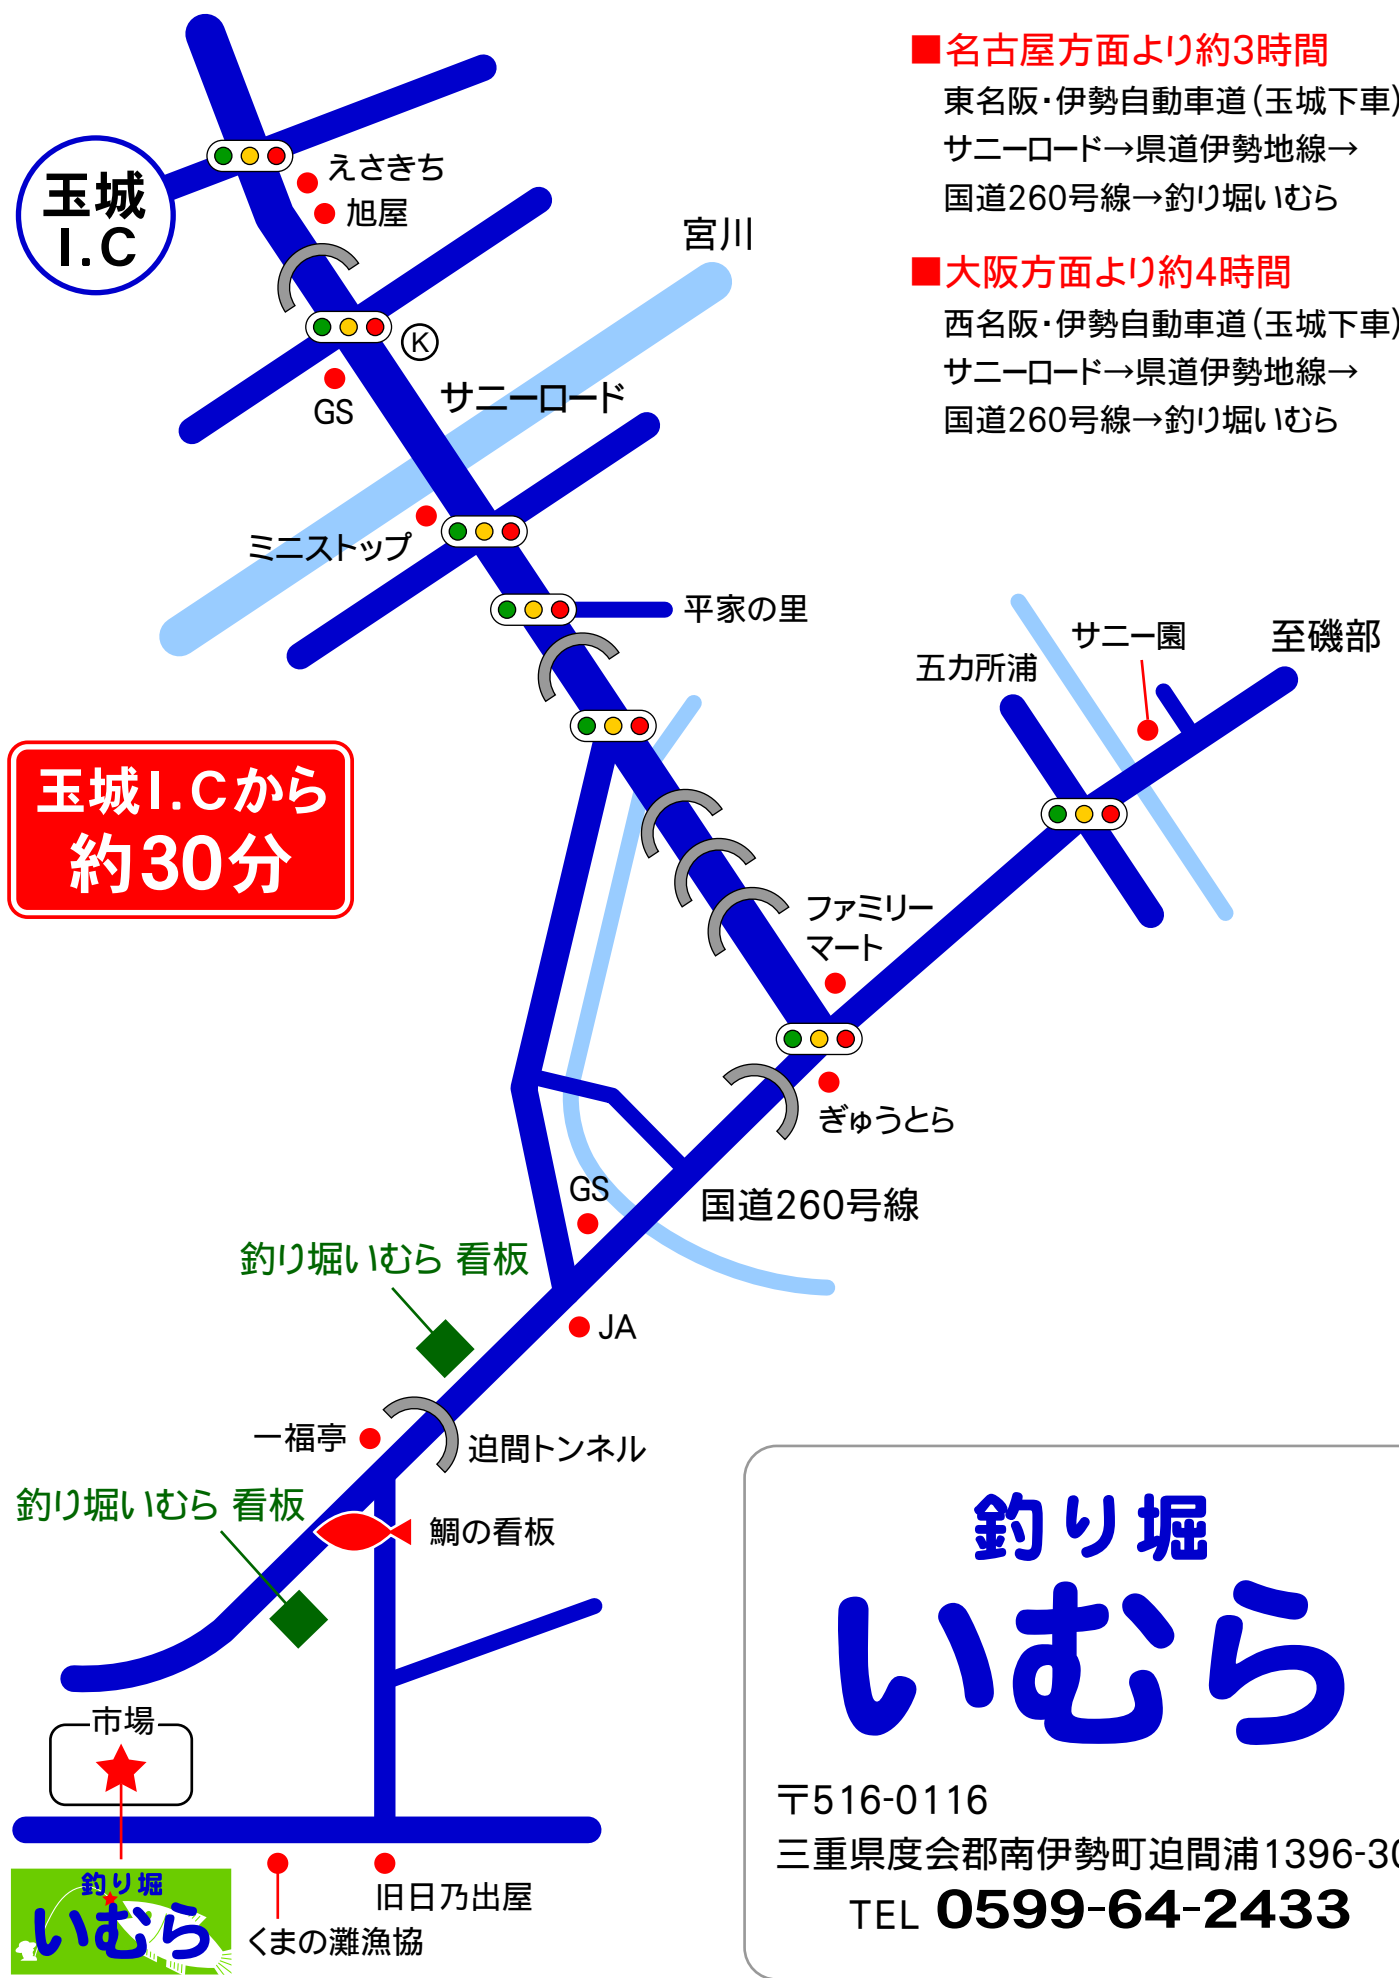 ■名古屋方面より約3時間
東名阪・伊勢自動車道(玉城下車)
サニーロード→県道伊勢地線→
国道260号線→釣り堀いむら
■大阪方面より約4時間
西名阪・伊勢自動車道(玉城下車)
サニーロード→県道伊勢地線→
国道260号線→釣り堀いむら
玉城
I.C
えさきち
旭屋
宮川
K
GS
サニーロード
ミニストップ
平家の里
サニー園
至磯部
五カ所浦
玉城I.Cから
約30分
ファミリー
マート
ぎゅうとら
GS
国道260号線
釣り堀いむら 看板
JA
一福亭
迫間トンネル
釣り堀いむら 看板
鯛の看板
市場
釣り堀
いむら
旧日乃出屋
くまの灘漁協
釣り堀
いむら
〒516-0116
三重県度会郡南伊勢町迫間浦1396-30
TEL 0599-64-2433